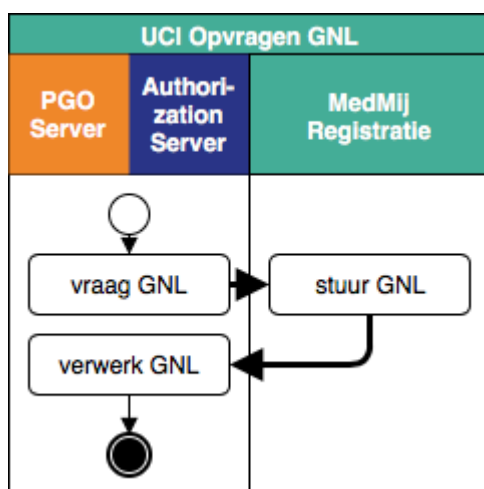 UCI Opvragen GNL
PGO
Server
Authori-
zation
Server
MedMij
Registratie
vraag GNL
stuur GNL
verwerk GNL